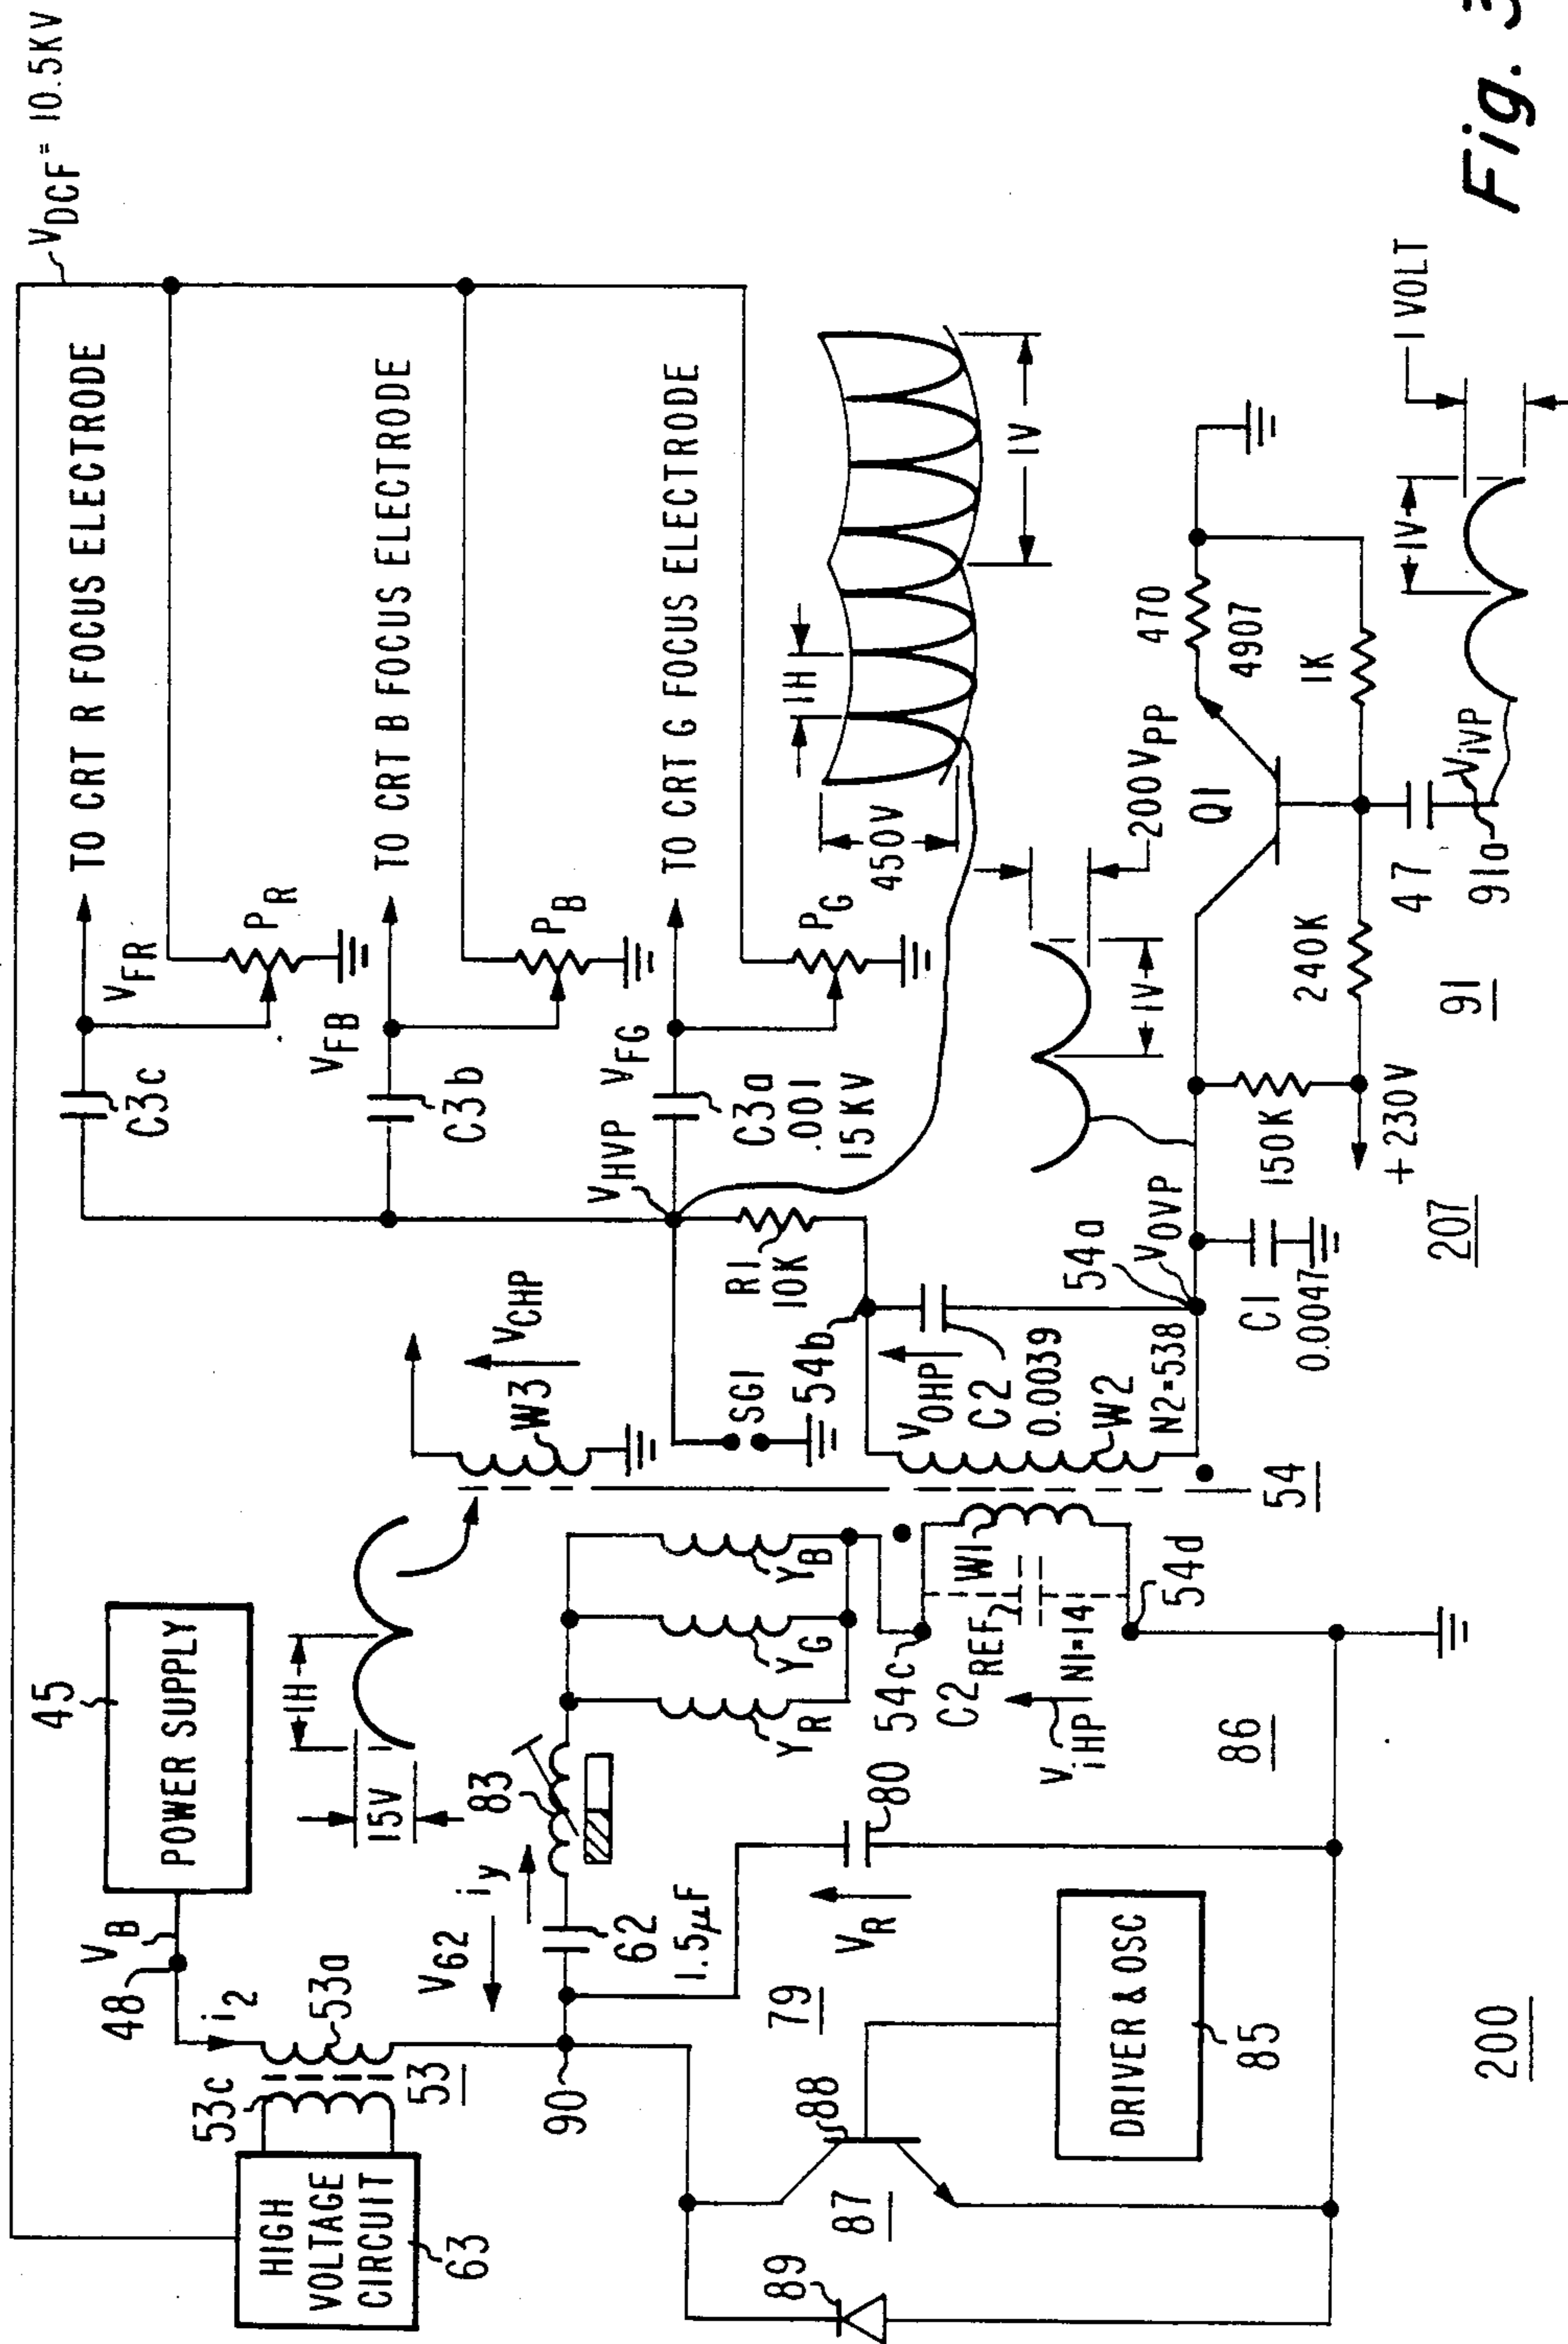 V_DCF = 10.5KV
TO CRT R FOCUS ELECTRODE
TO CRT B FOCUS ELECTRODE
TO CRT G FOCUS ELECTRODE
V_FR
P_R
C3c
V_FB
P_B
C3b
V_FG
P_G
C3a
.001
15KV
V_HVP
R1
10K
450V
1H
1V
45
POWER SUPPLY
V_B
48
i_2
53a
53c
53
HIGH
VOLTAGE
CIRCUIT
63
15V
1H
W3
V_CHP
SG1
54b
V_OHP
C2
0.0039
W2
N2=538
54a
V_OVP
C1
0.0047
54
V_62
i_y
83
62
1.5µF
90
Y_R
Y_G
Y_B
54c
C2_REF
W1
N1=14
54d
V_iHP
86
80
V_R
79
88
87
89
DRIVER & OSC
85
200
200V_PP
1V
Q1
470
4907
1K
240K
150K
+230V
47
91a
V_iVP
91
207
1V
1 VOLT
Fig. 3